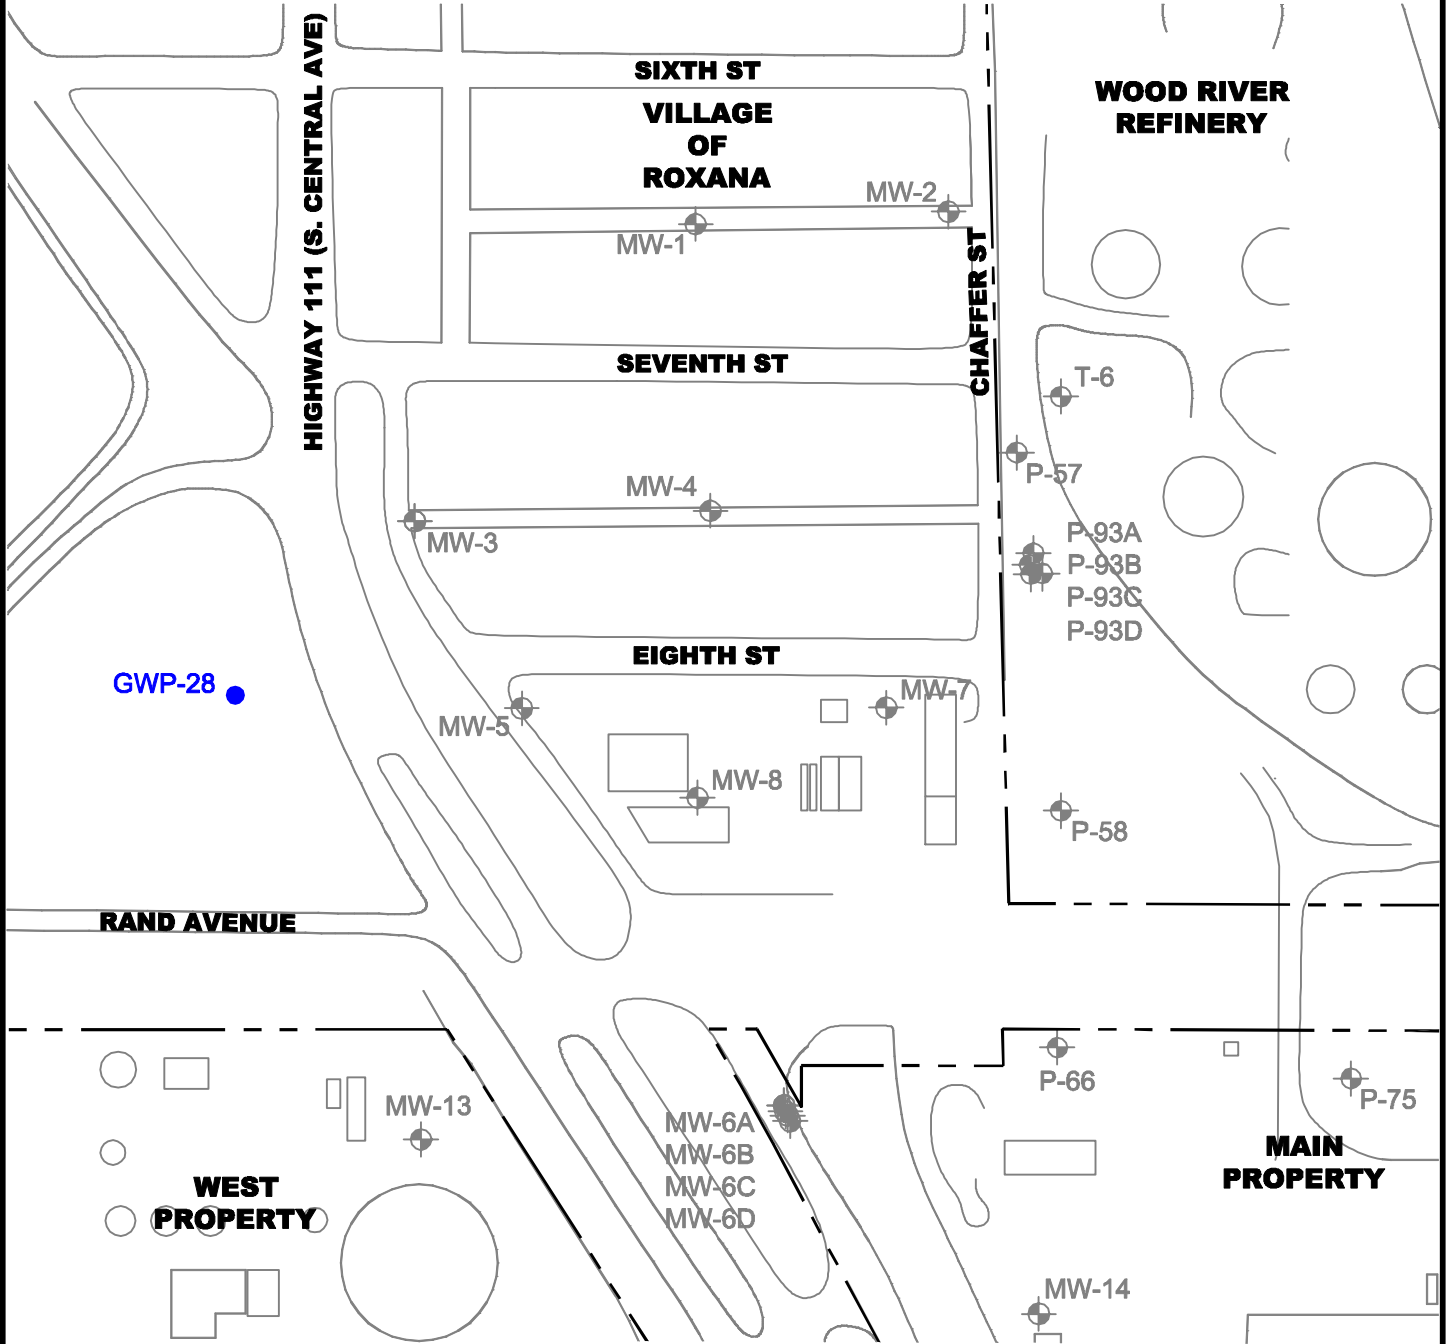 SIXTH ST
HIGHWAY 111 (S. CENTRAL AVE)
VILLAGE
OF
ROXANA
WOOD RIVER
REFINERY
MW-2
MW-1
CHAFFER ST
SEVENTH ST
T-6
P-57
MW-4
MW-3
P-93A
P-93B
P-93C
P-93D
EIGHTH ST
GWP-28
MW-7
MW-5
MW-8
P-58
RAND AVENUE
P-66
P-75
MW-13
MW-6A
MW-6B
MW-6C
MW-6D
MAIN
PROPERTY
WEST
PROPERTY
MW-14